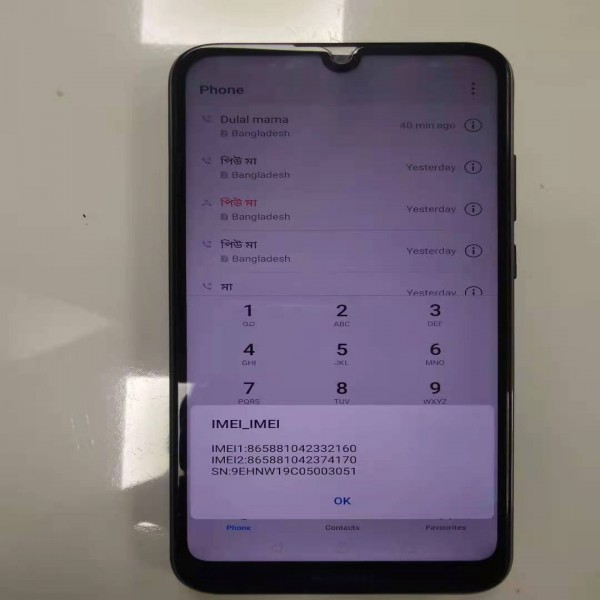 Phone
Dulal mama
40 min ago
Bangladesh
পিউ মা
Yesterday
Bangladesh
পিউ মা
Yesterday
Bangladesh
পিউ মা
Yesterday
Bangladesh
মা
Yesterday
1 2 3
ABC DEF
4 5 6
GHI JKL MNO
7 8 9
PQRS TUV WXYZ
IMEI_IMEI
IMEI1:865881042332160
IMEI2:865881042374170
SN:9EHNW19C05003051
OK
Phone Contacts Favourites